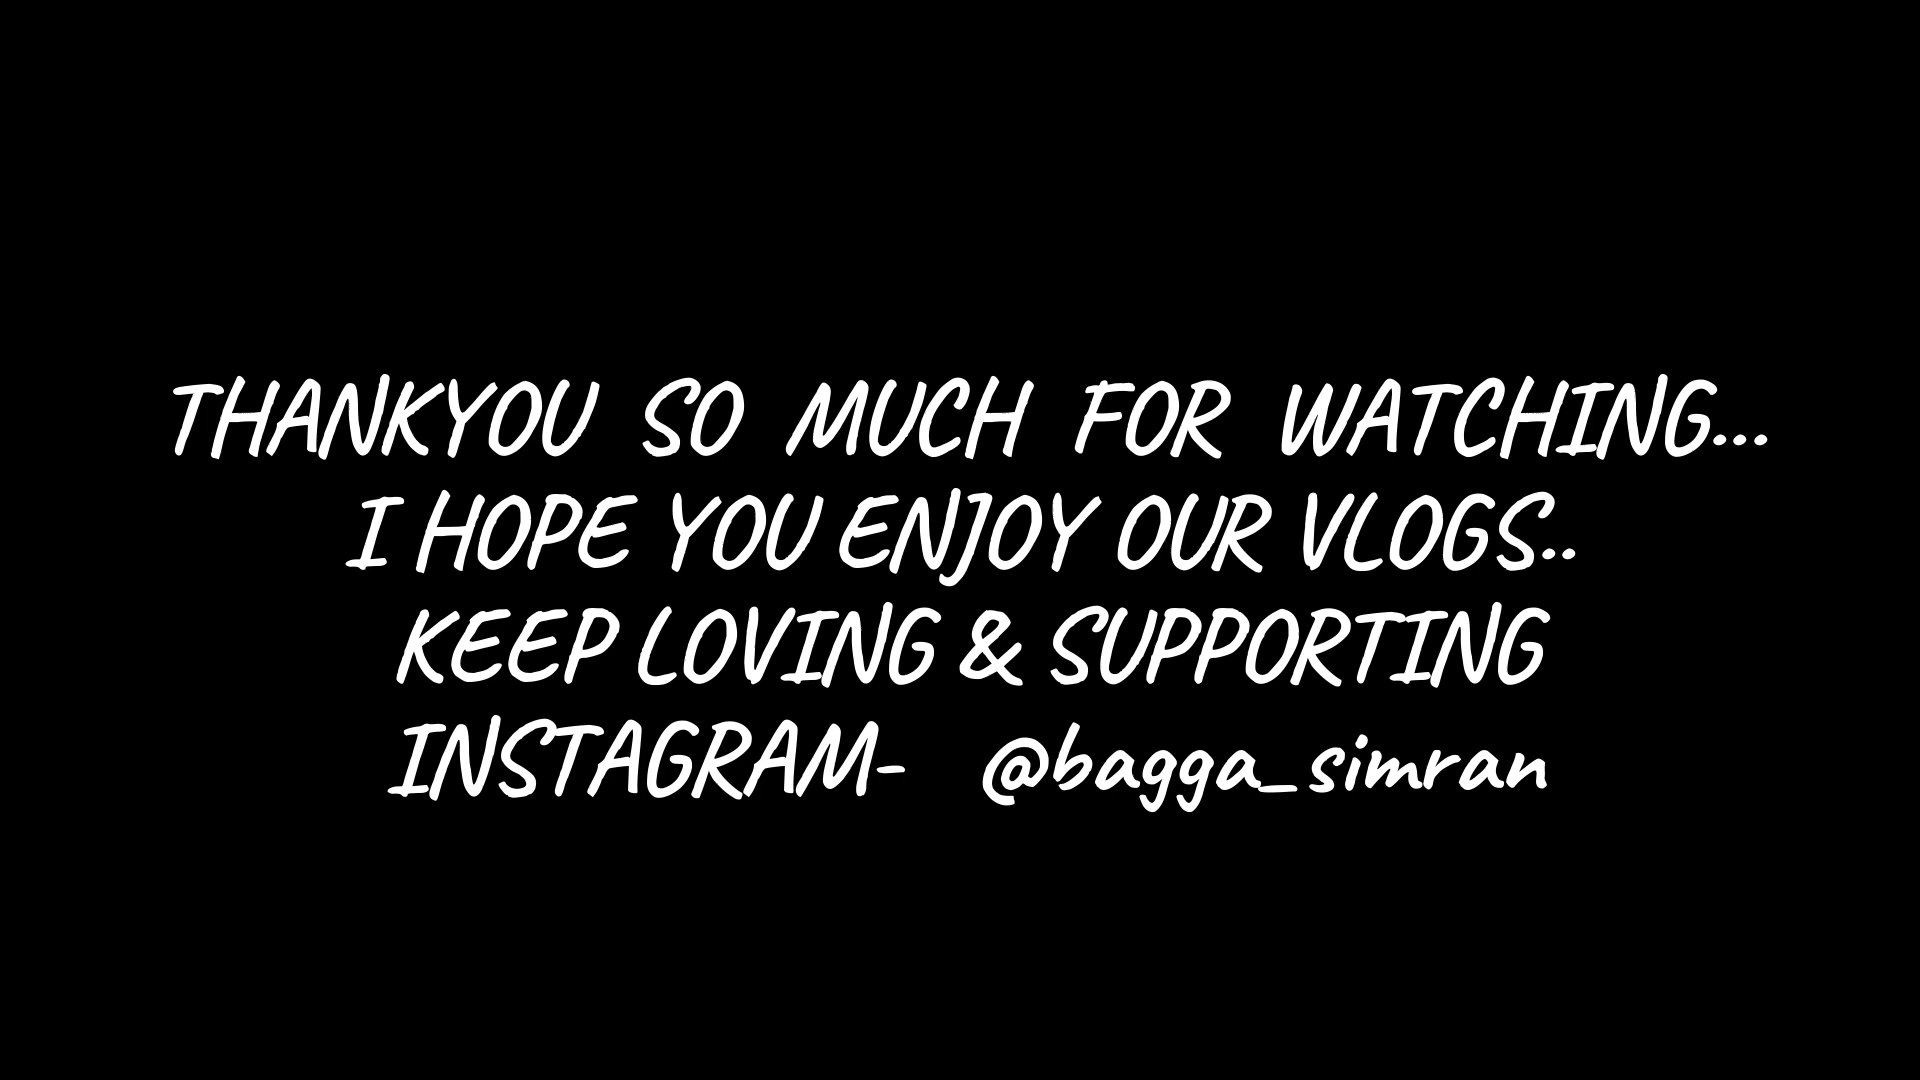 THANKYOU SO MUCH FOR WATCHING...
I HOPE YOU ENJOY OUR VLOGS..
KEEP LOVING & SUPPORTING
INSTAGRAM- @bagga_simran